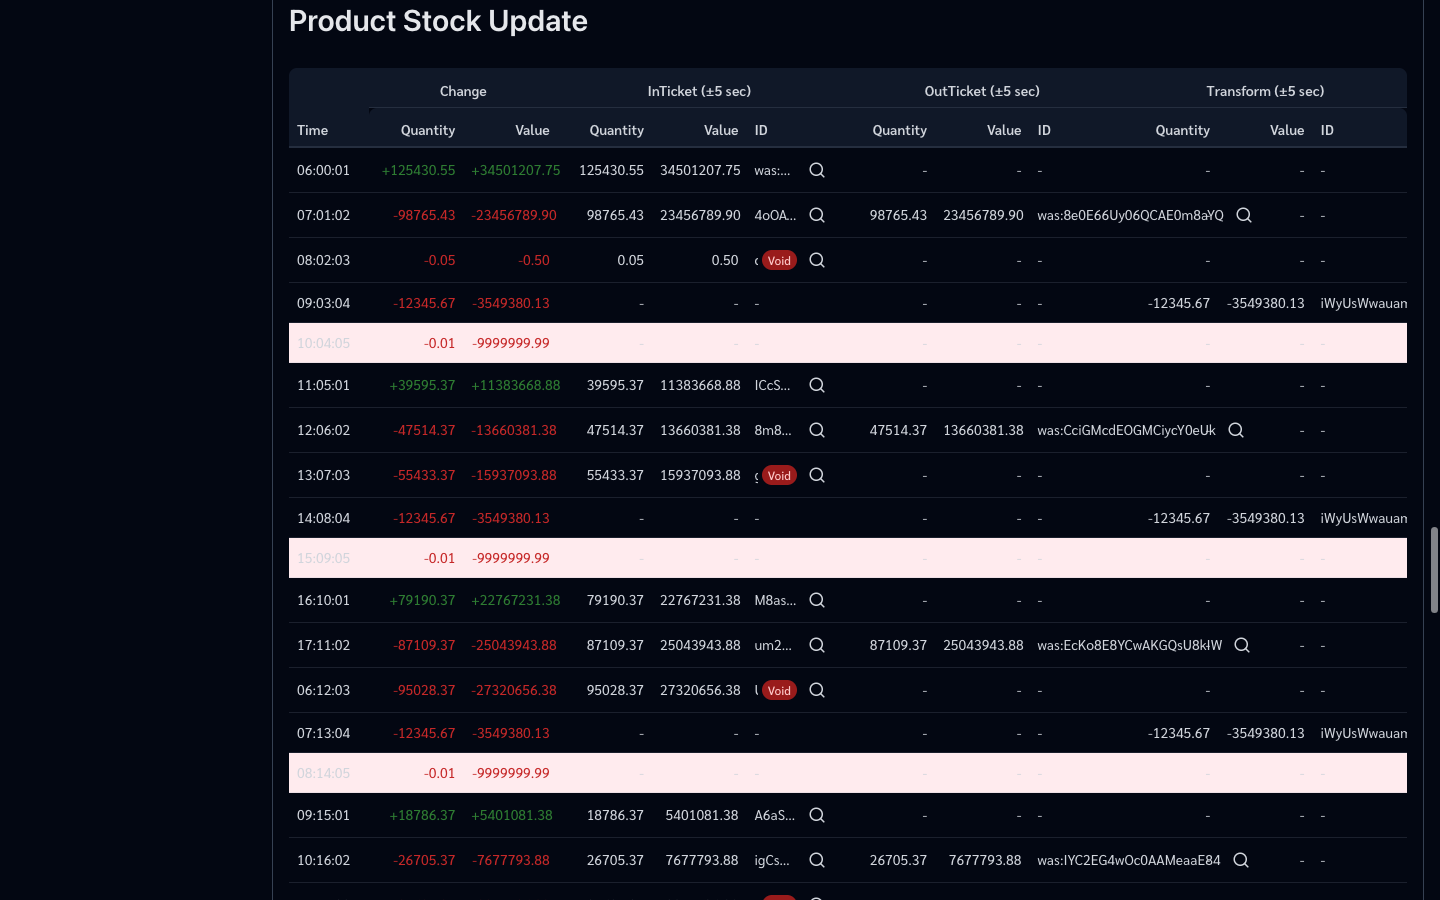 Product Stock Update
Change InTicket (±5 sec) OutTicket (±5 sec) Transform (±5 sec)
Time Quantity Value Quantity Value ID Quantity Value ID Quantity Value ID
06:00:01 +125430.55 +34501207.75 125430.55 34501207.75 was:... - - - - - -
07:01:02 -98765.43 -23456789.90 98765.43 23456789.90 4oOA... 98765.43 23456789.90 was:8e0E66Uy06QCAE0m8aYQ - -
08:02:03 -0.05 -0.50 0.05 0.50 Void - - - - - -
09:03:04 -12345.67 -3549380.13 - - - - - - -12345.67 -3549380.13 iWyUsWwauam
10:04:05 -0.01 -9999999.99 - - - - - - - - -
11:05:01 +39595.37 +11383668.88 39595.37 11383668.88 ICcS... - - - - - -
12:06:02 -47514.37 -13660381.38 47514.37 13660381.38 8m8... 47514.37 13660381.38 was:CciGMcdEOGMCiycY0eUk - -
13:07:03 -55433.37 -15937093.88 55433.37 15937093.88 Void - - - - - -
14:08:04 -12345.67 -3549380.13 - - - - - - -12345.67 -3549380.13 iWyUsWwauam
15:09:05 -0.01 -9999999.99 - - - - - - - - -
16:10:01 +79190.37 +22767231.38 79190.37 22767231.38 M8as... - - - - - -
17:11:02 -87109.37 -25043943.88 87109.37 25043943.88 um2... 87109.37 25043943.88 was:EcKo8E8YCwAKGQsU8kIW - -
06:12:03 -95028.37 -27320656.38 95028.37 27320656.38 Void - - - - - -
07:13:04 -12345.67 -3549380.13 - - - - - - -12345.67 -3549380.13 iWyUsWwauam
08:14:05 -0.01 -9999999.99 - - - - - - - - -
09:15:01 +18786.37 +5401081.38 18786.37 5401081.38 A6aS... - - - - - -
10:16:02 -26705.37 -7677793.88 26705.37 7677793.88 igCs... 26705.37 7677793.88 was:IYC2EG4wOc0AAMeaaE84 - -